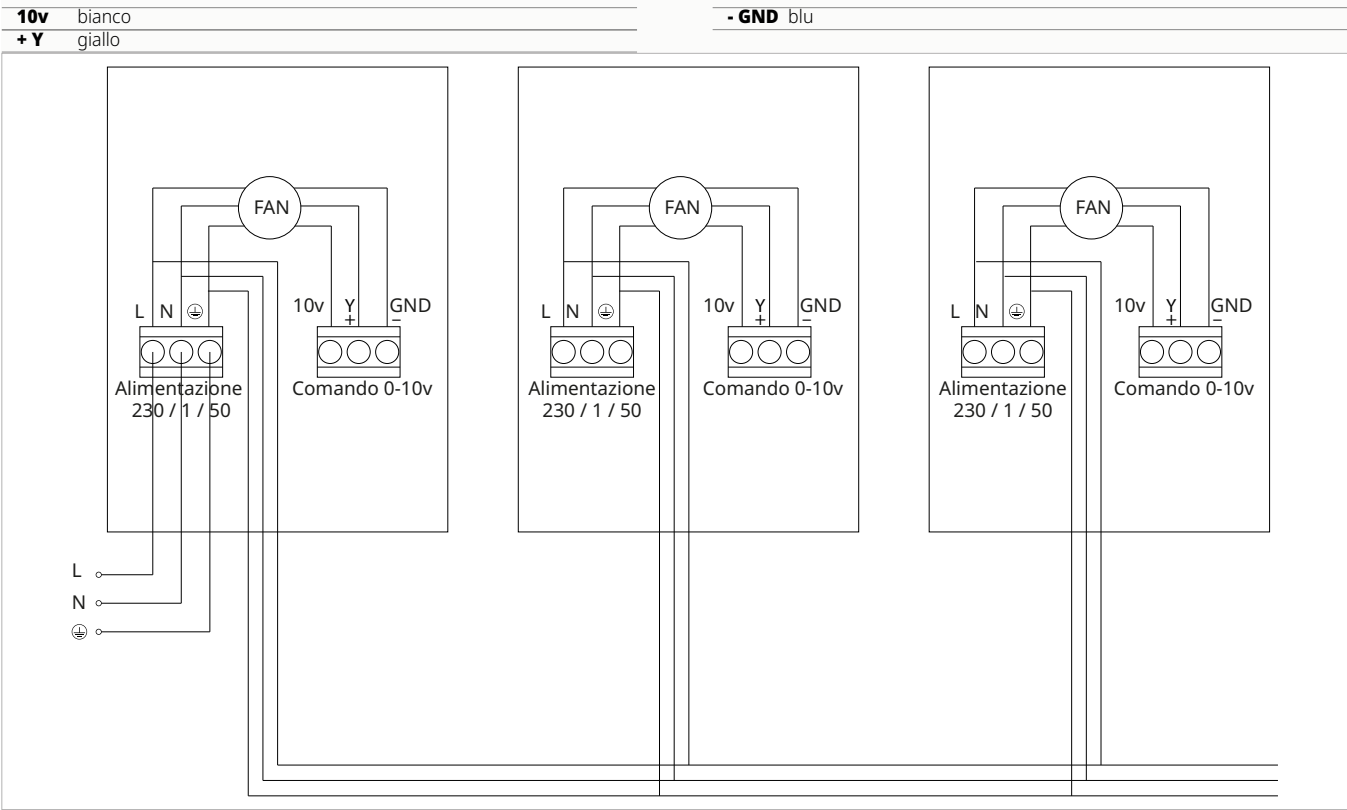 10v bianco
- GND blu
+ Y giallo
FAN
FAN
FAN
L N 10v Y GND
+ –
L N 10v Y GND
+ –
L N 10v Y GND
+ –
Alimentazione
230 / 1 / 50
Comando 0-10v
Alimentazione
230 / 1 / 50
Comando 0-10v
Alimentazione
230 / 1 / 50
Comando 0-10v
L
N